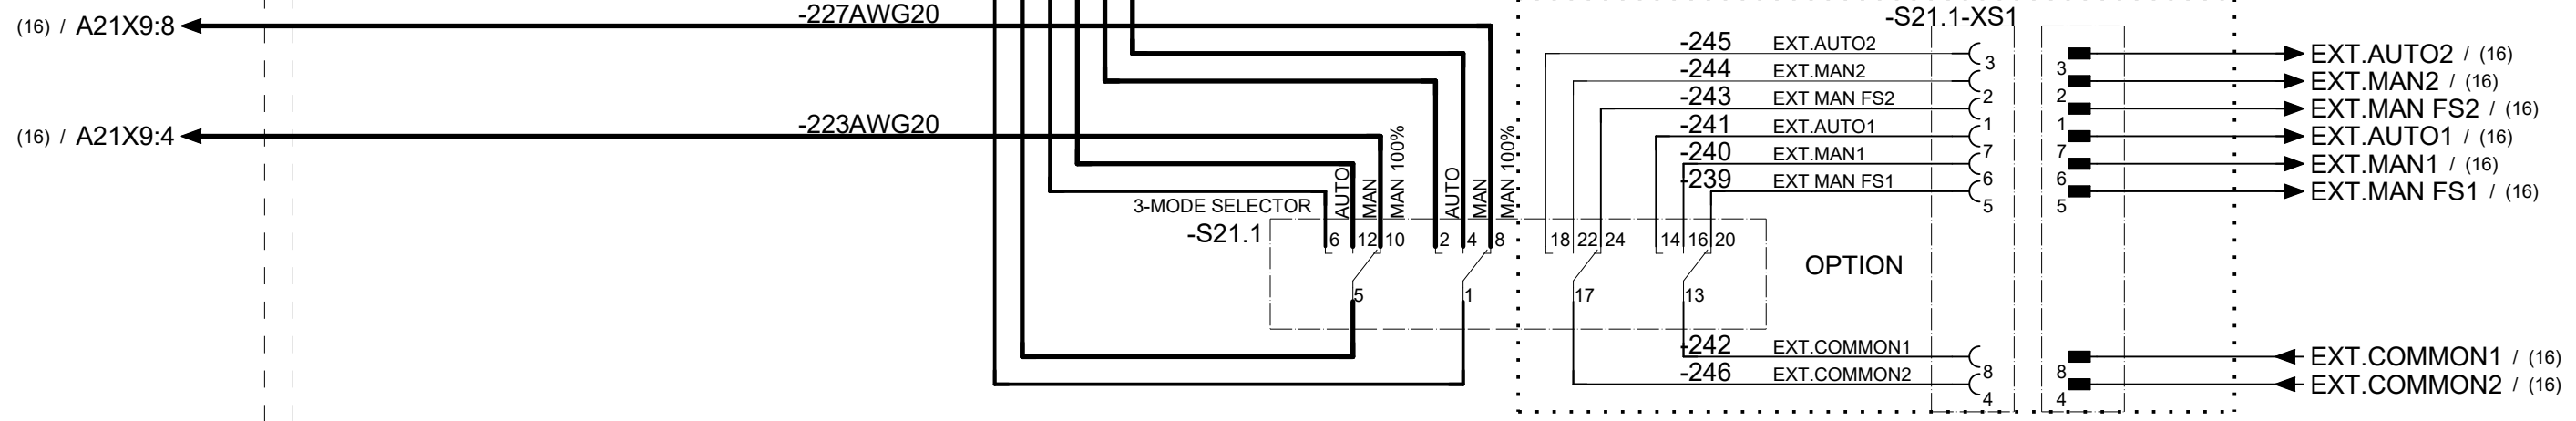 -227AWG20
(16) / A21X9:8
-S21.1-XS1
-245 EXT.AUTO2 3 3 EXT.AUTO2 / (16)
-244 EXT.MAN2 2 2 EXT.MAN2 / (16)
-243 EXT MAN FS2 1 1 EXT.MAN FS2 / (16)
(16) / A21X9:4 -223AWG20
-241 EXT.AUTO1 7 7 EXT.AUTO1 / (16)
-240 EXT.MAN1 6 6 EXT.MAN1 / (16)
-239 EXT MAN FS1 5 5 EXT.MAN FS1 / (16)
AUTO
MAN
MAN 100%
AUTO
MAN
MAN 100%
3-MODE SELECTOR
-S21.1
6 12 10 2 4 8 18 22 24 14 16 20
OPTION
5 1 17 13
-242 EXT.COMMON1 8 8 EXT.COMMON1 / (16)
-246 EXT.COMMON2 4 4 EXT.COMMON2 / (16)